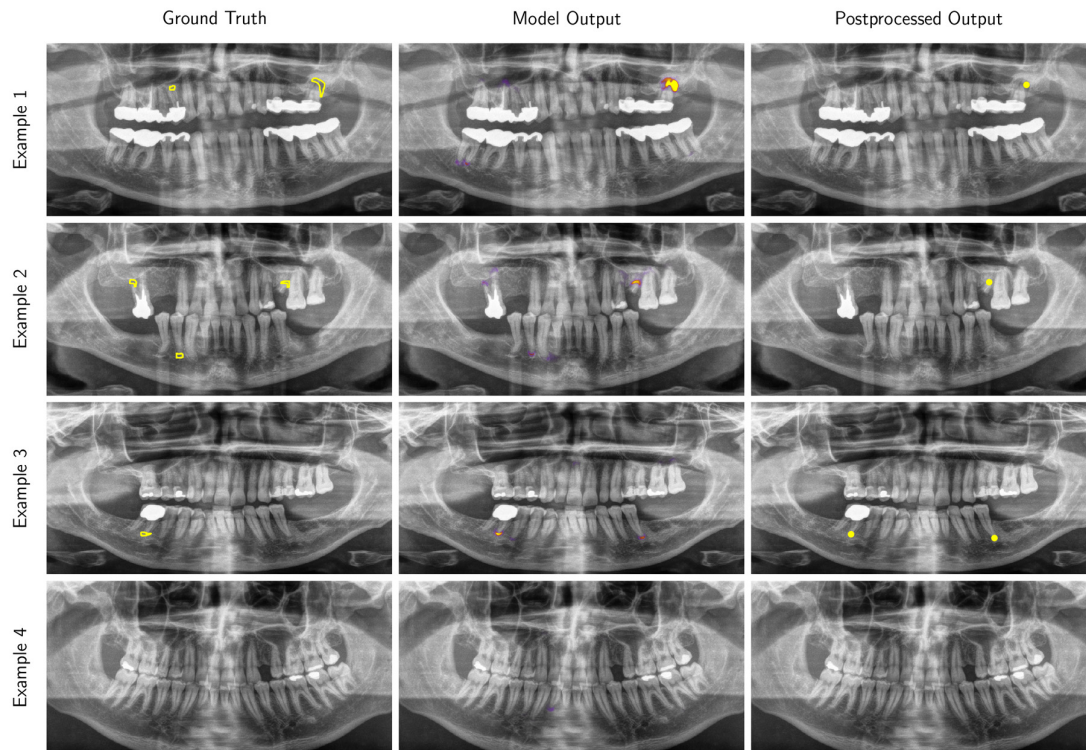 Ground Truth
Model Output
Postprocessed Output
Example 1
Example 2
Example 3
Example 4